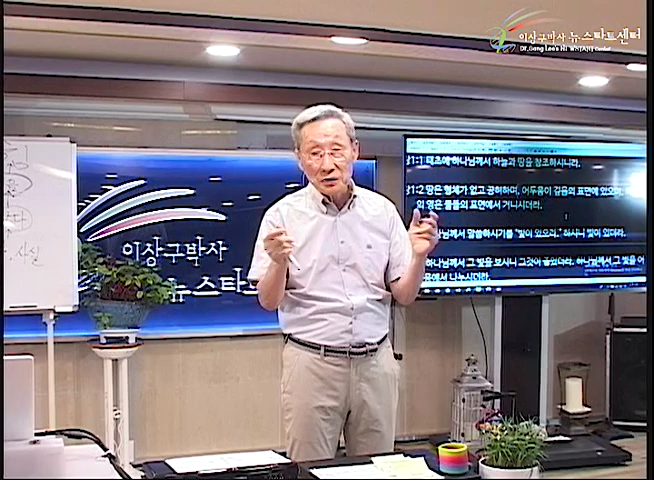 이상구박사 뉴스타트센터
창1:1 태초에 하나님께서 하늘과 땅을 창조하시니라.
창1:2 땅은 형체가 없고 공허하며, 어두움이 깊음의 표면에 있으며,
의 영은 물들의 표면에서 거니시더라.
하나님께서 말씀하시기를 "빛이 있으라." 하시니 빛이 있더라.
하나님께서 그 빛을 보시니 그것이 좋았더라. 하나님께서 그 빛을 어
움에서 나누시더라.
이상구박사
뉴스타트
사실